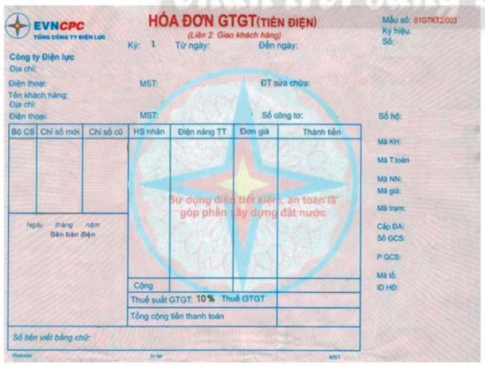 EVNCPC
TỔNG CÔNG TY ĐIỆN LỰC
HÓA ĐƠN GTGT(TIỀN ĐIỆN)
(Liên 2: Giao khách hàng)
Mẫu số: 01GTKT2/003
Ký hiệu:
Số:
Kỳ: 1 Từ ngày: Đến ngày:
Công ty Điện lực
Địa chỉ:
Điện thoại: MST: ĐT sửa chữa:
Tên khách hàng:
Địa chỉ:
Điện thoại: MST: Số công tơ: Số hộ:
Bộ CS Chỉ số mới Chỉ số cũ HS nhân Điện năng TT Đơn giá Thành tiền
Mã KH:
Mã T.toán
Mã NN:
Mã giá:
Mã trạm:
Cấp ĐA:
Số GCS:
P GCS:
Mã tổ:
ID HĐ:
Sử dụng điện tiết kiệm, an toàn là
góp phần xây dựng đất nước
Ngày tháng năm
Bên bán điện
Cộng
Thuế suất GTGT: 10% Thuế GTGT
Tổng cộng tiền thanh toán
Số tiền viết bằng chữ:
Website: In tại MST